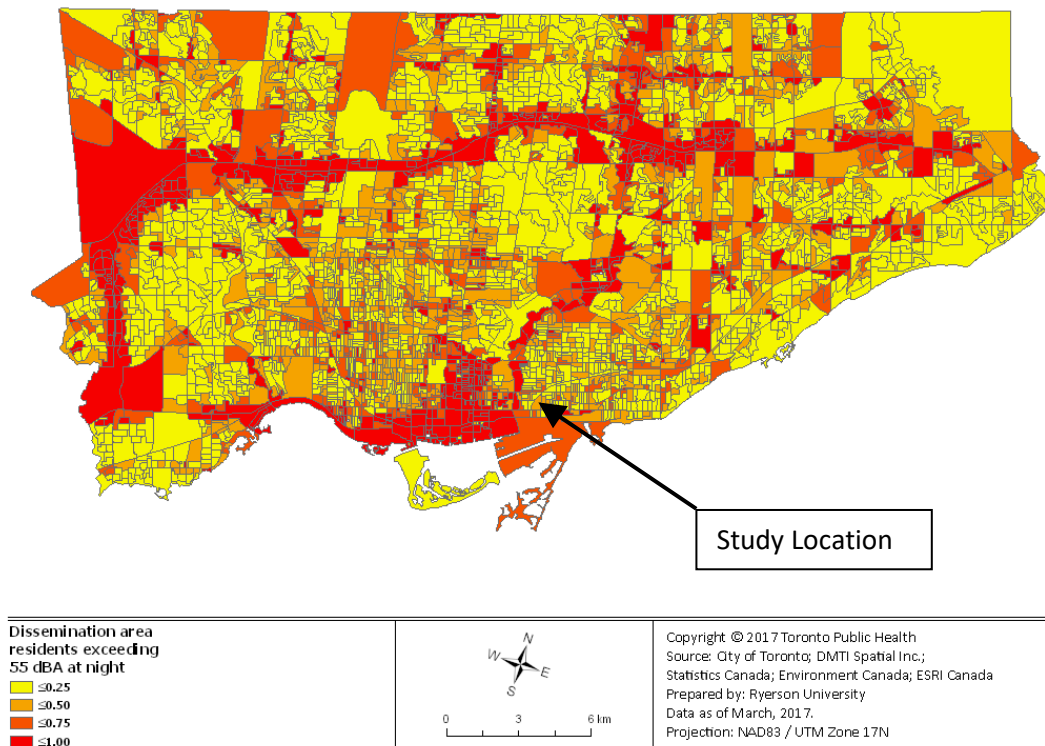 Study Location
Dissemination area
residents exceeding
55 dBA at night
≤0.25
≤0.50
≤0.75
≤1.00
N
W
E
S
0 3 6 km
Copyright © 2017 Toronto Public Health
Source: City of Toronto; DMTI Spatial Inc.;
Statistics Canada; Environment Canada; ESRI Canada
Prepared by: Ryerson University
Data as of March, 2017.
Projection: NAD83 / UTM Zone 17N